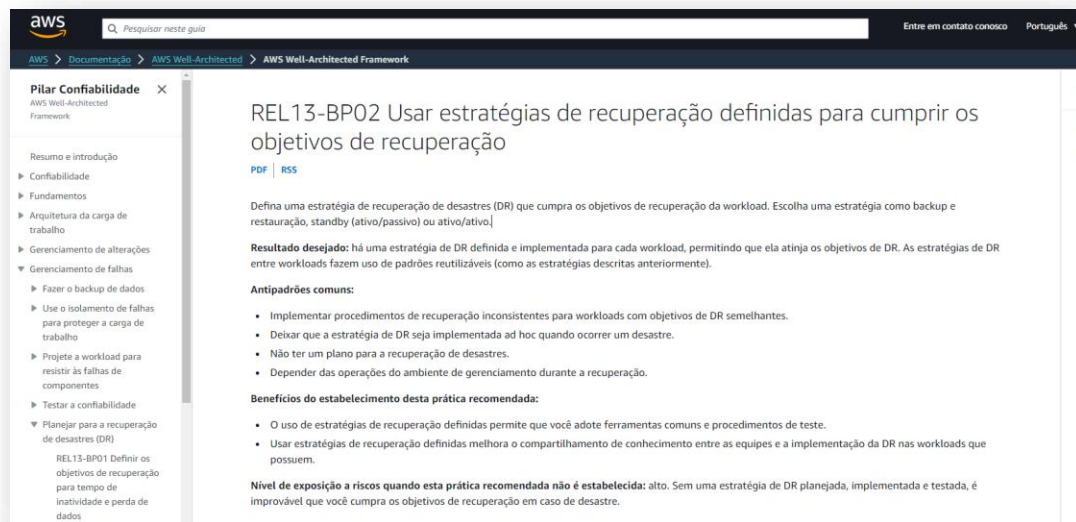 aws
Pesquisar neste guia
Entre em contato conosco
Português
AWS > Documentação > AWS Well-Architected > AWS Well-Architected Framework
Pilar Confiabilidade
AWS Well-Architected
Framework
Resumo e introdução
Confiabilidade
Fundamentos
Arquitetura da carga de
trabalho
Gerenciamento de alterações
Gerenciamento de falhas
Fazer o backup de dados
Use o isolamento de falhas
para proteger a carga de
trabalho
Projete a workload para
resistir às falhas de
componentes
Testar a confiabilidade
Planejar para a recuperação
de desastres (DR)
REL13-BP01 Definir os
objetivos de recuperação
para tempo de
inatividade e perda de
dados
REL13-BP02 Usar estratégias de recuperação definidas para cumprir os
objetivos de recuperação
PDF | RSS
Defina uma estratégia de recuperação de desastres (DR) que cumpra os objetivos de recuperação da workload. Escolha uma estratégia como backup e
restauração, standby (ativo/passivo) ou ativo/ativo.
Resultado desejado: há uma estratégia de DR definida e implementada para cada workload, permitindo que ela atinja os objetivos de DR. As estratégias de DR
entre workloads fazem uso de padrões reutilizáveis (como as estratégias descritas anteriormente).
Antipadrões comuns:
• Implementar procedimentos de recuperação inconsistentes para workloads com objetivos de DR semelhantes.
• Deixar que a estratégia de DR seja implementada ad hoc quando ocorrer um desastre.
• Não ter um plano para a recuperação de desastres.
• Depender das operações do ambiente de gerenciamento durante a recuperação.
Benefícios do estabelecimento desta prática recomendada:
• O uso de estratégias de recuperação definidas permite que você adote ferramentas comuns e procedimentos de teste.
• Usar estratégias de recuperação definidas melhora o compartilhamento de conhecimento entre as equipes e a implementação da DR nas workloads que
possuem.
Nível de exposição a riscos quando esta prática recomendada não é estabelecida: alto. Sem uma estratégia de DR planejada, implementada e testada, é
improvável que você cumpra os objetivos de recuperação em caso de desastre.